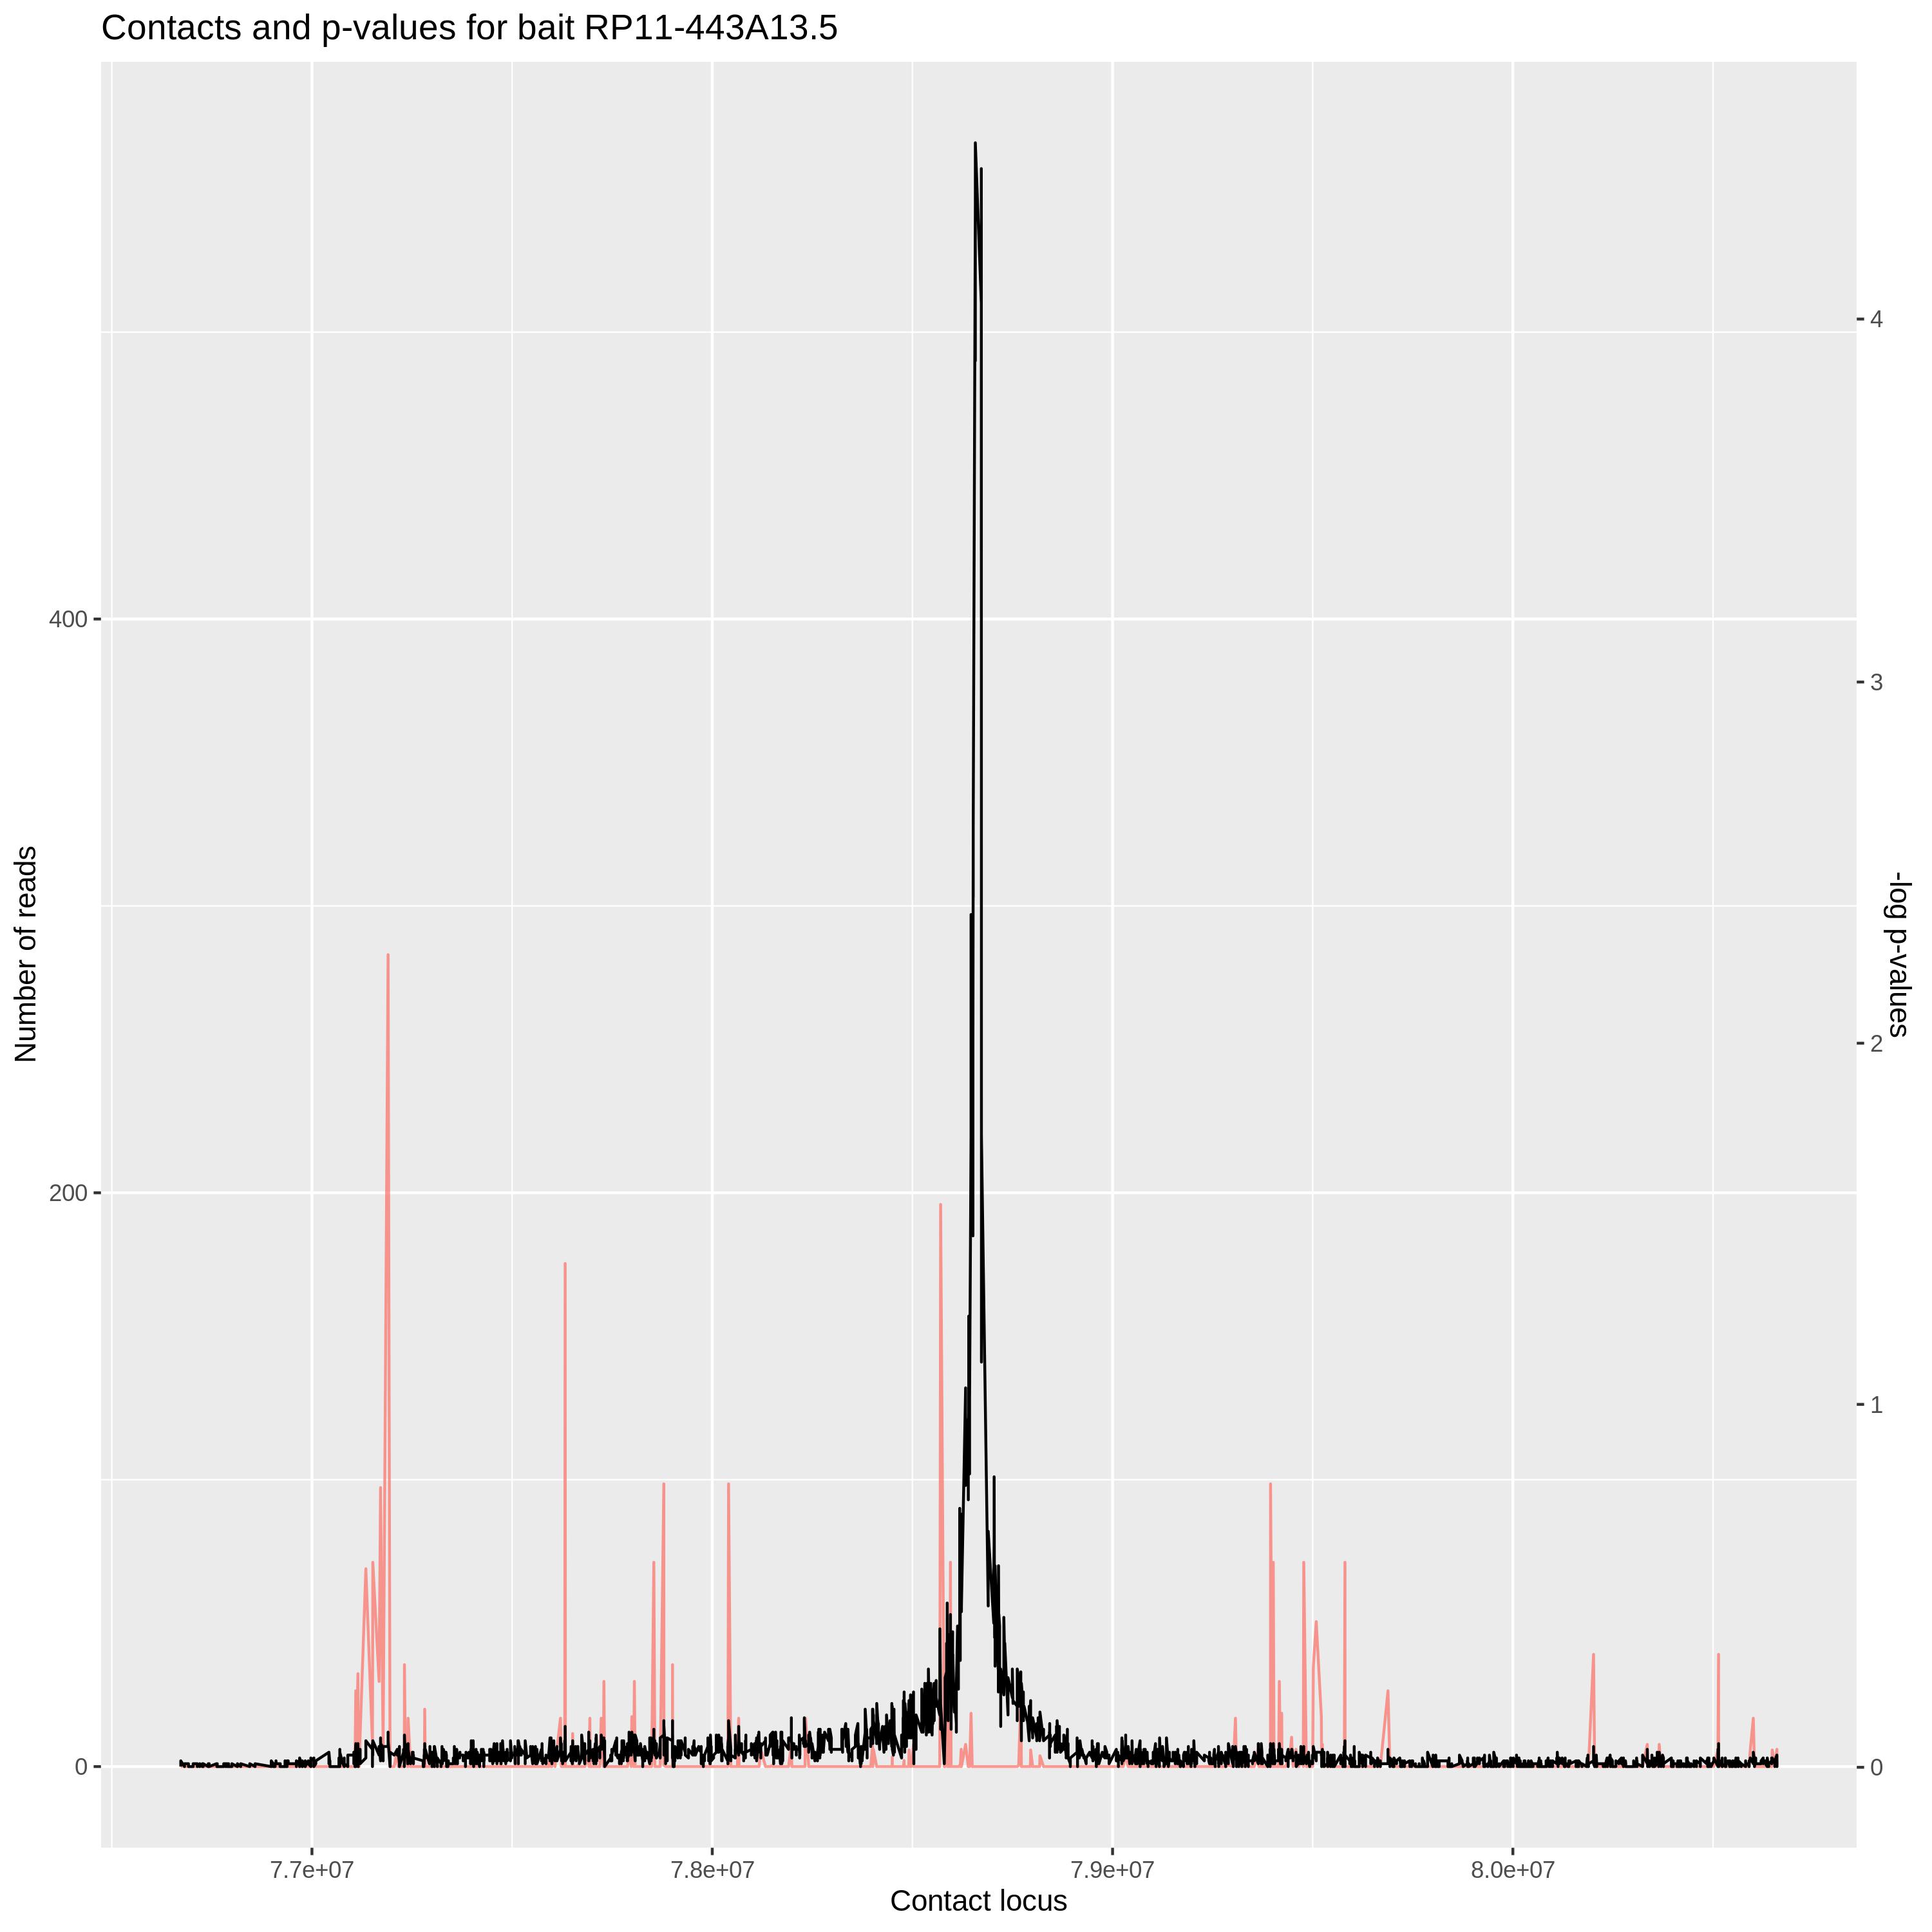 Contacts and p-values for bait RP11-443A13.5
Number of reads
400
200
0
4
3
2
1
0
-log p-values
7.7e+07 7.8e+07 7.9e+07 8.0e+07
Contact locus